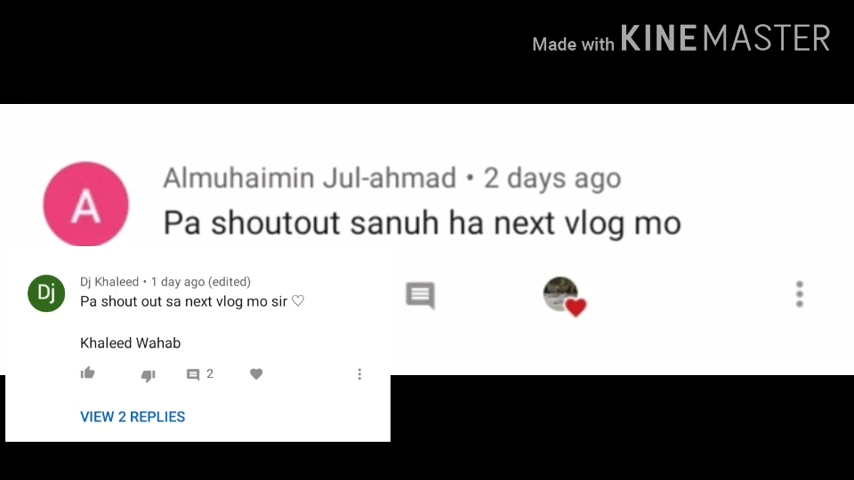 Made with KINEMASTER
A
Almuhaimin Jul-ahmad • 2 days ago
Pa shoutout sanuh ha next vlog mo
Dj
Dj Khaleed • 1 day ago (edited)
Pa shout out sa next vlog mo sir ♡
Khaleed Wahab
2
VIEW 2 REPLIES